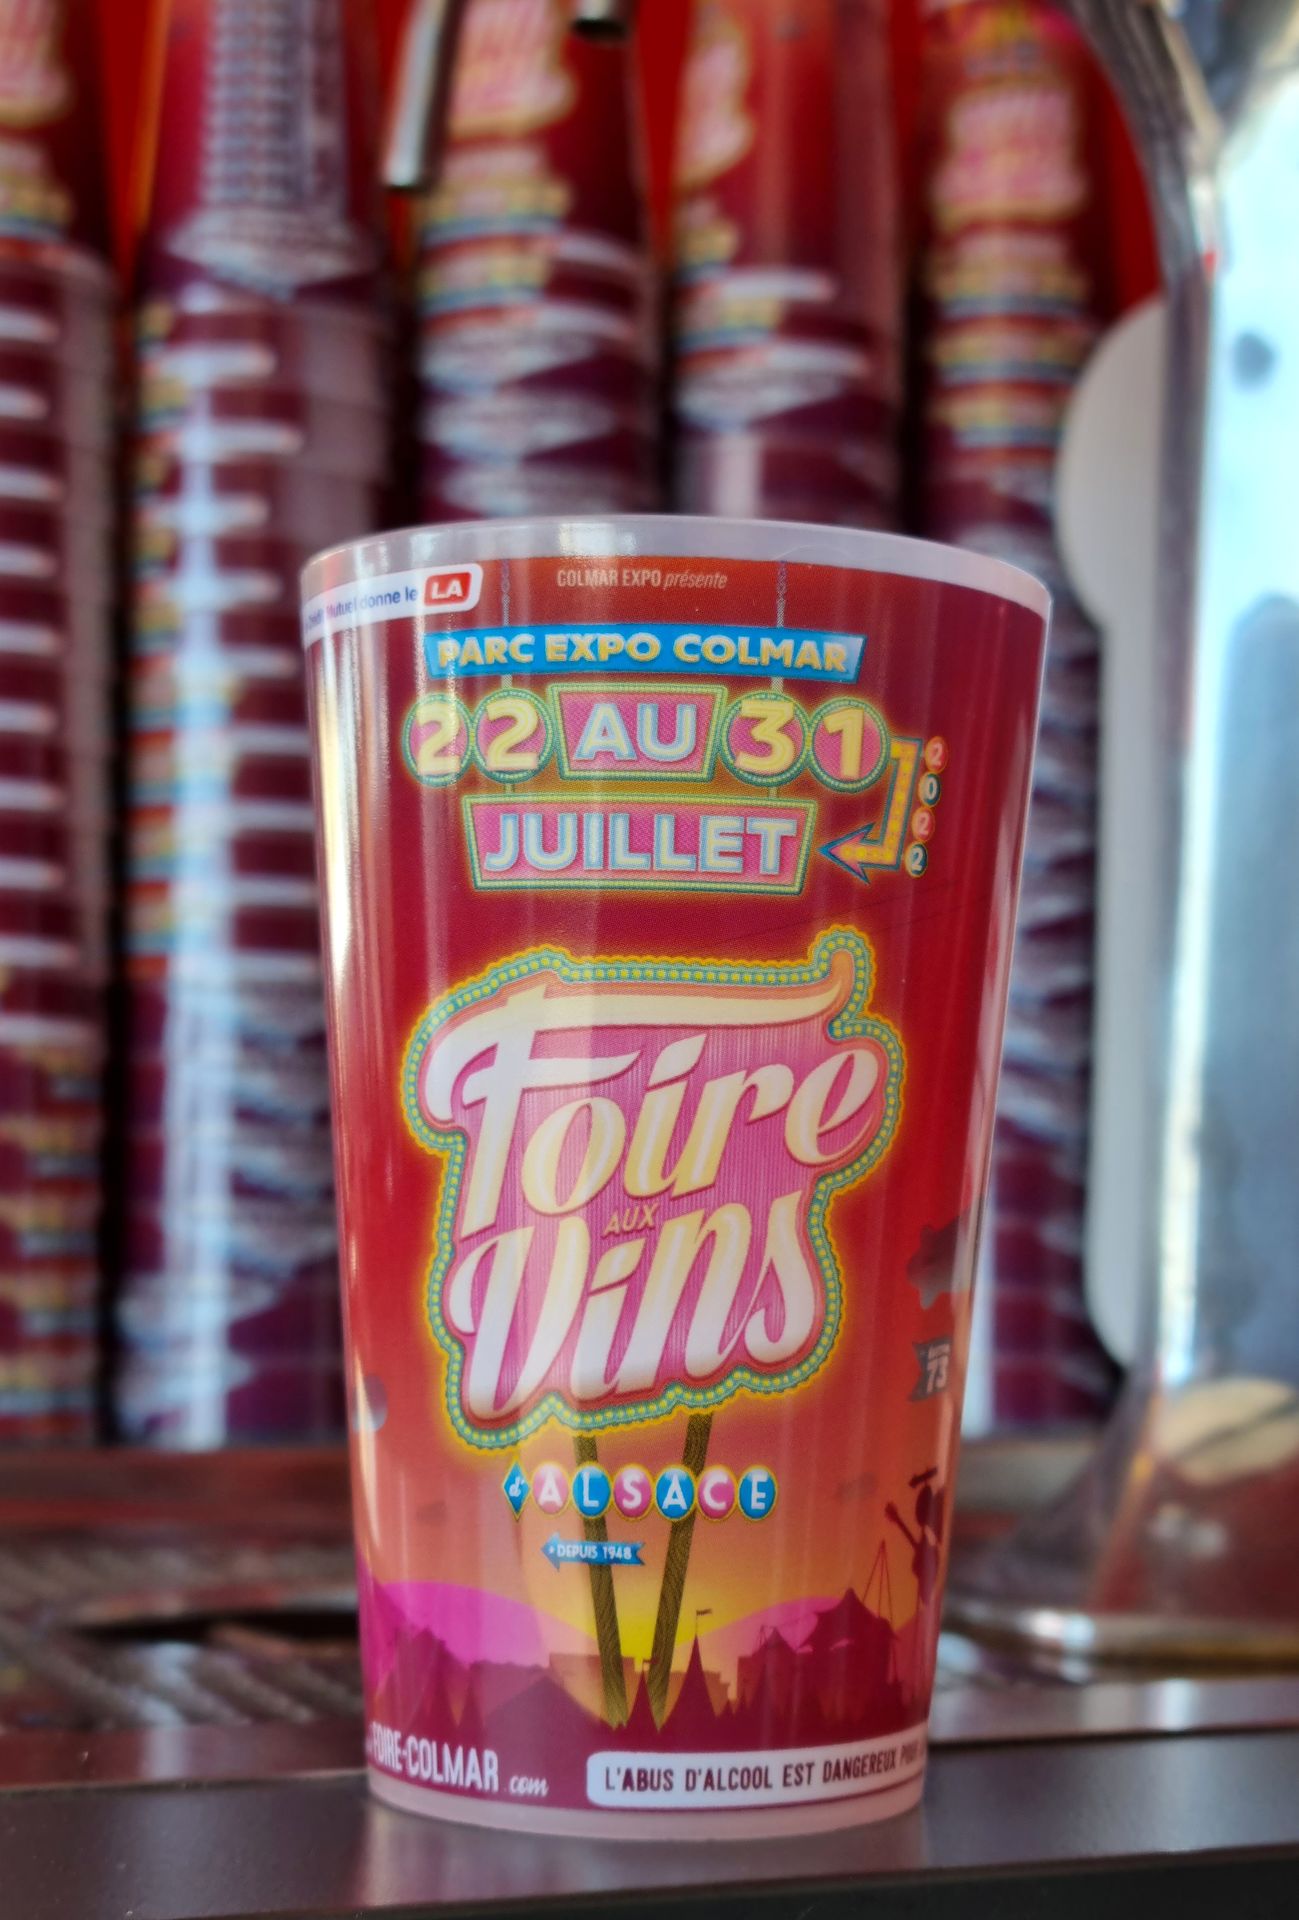 Mutuel donne le LA
COLMAR EXPO présente
PARC EXPO COLMAR
22 AU 31
JUILLET
2022
Foire
AUX
Vins
d'ALSACE
DEPUIS 1948
73
FOIRE-COLMAR.com
L'ABUS D'ALCOOL EST DANGEREUX